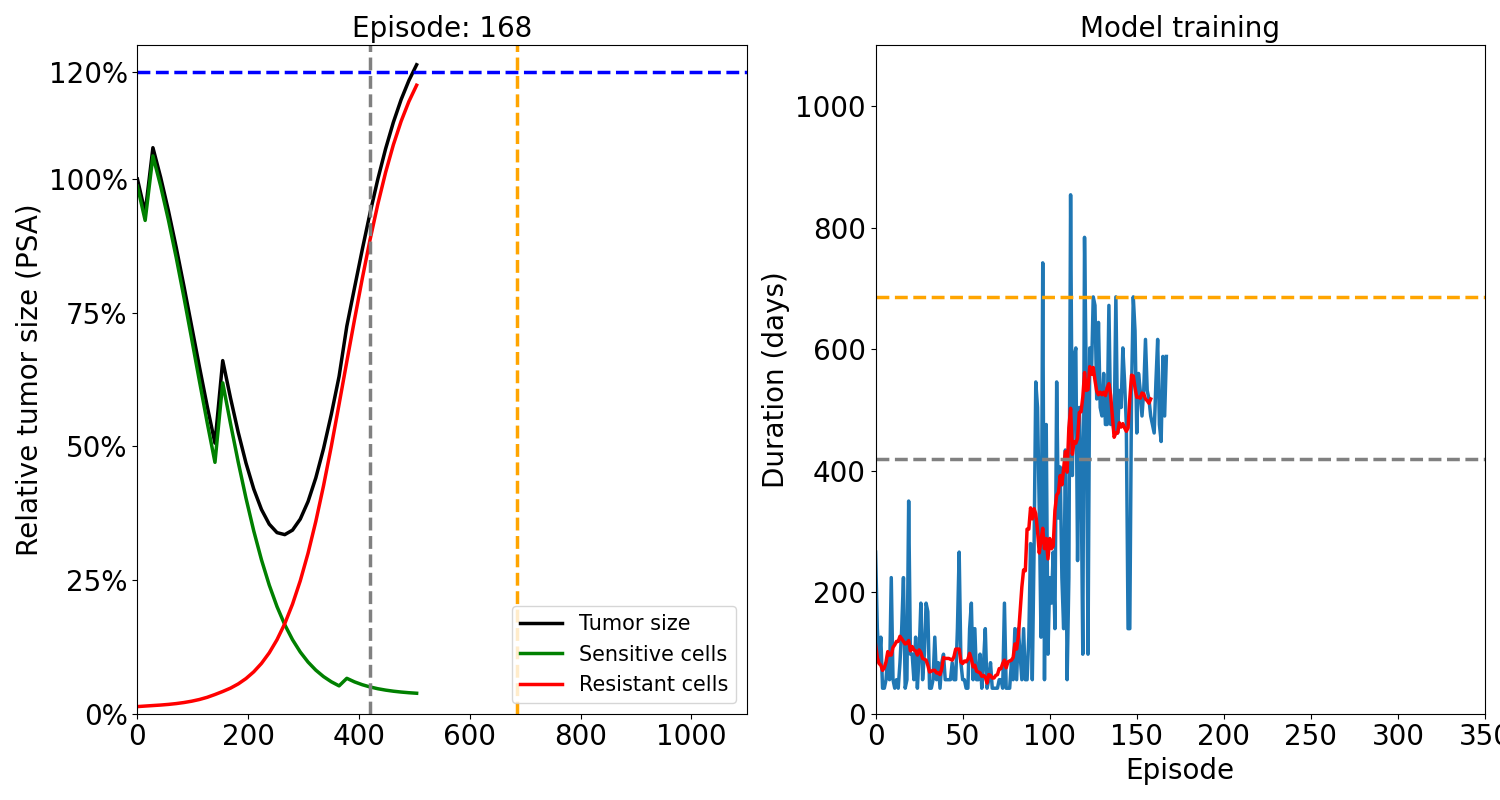 Episode: 168
Relative tumor size (PSA)
120%
100%
75%
50%
25%
0%
0 200 400 600 800 1000
Tumor size
Sensitive cells
Resistant cells
Model training
Duration (days)
1000
800
600
400
200
0
0 50 100 150 200 250 300 350
Episode